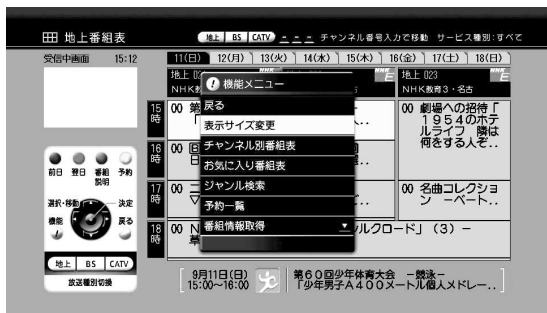 地上番組表
地上 BS CATV _ _ _ チャンネル番号入力で移動 サービス種別:すべて
受信中画面 15:12
11(日) 12(月) 13(火) 14(水) 15(木) 16(金) 17(土) 18(日)
地上 02
NHK
地上 023
NHK教育3・名古
NHK
E
機能メニュー
戻る
表示サイズ変更
チャンネル別番組表
お気に入り番組表
ジャンル検索
予約一覧
番組情報取得
15時
00 劇場への招待「
1954のホテ
ルライフ 隣は
何をする人ぞ‥
16時
17時
00 名曲コレクショ
ン ーベート‥
18時
00 N
ルクロード」(3) ー
前日 翌日 番組説明 予約
選択・移動 決定
機能 戻る
地上 BS CATV
放送種別切換
9月11日(日)
15:00~16:00
第60回少年体育大会 ー競泳ー
「少年男子A400メートル個人メドレー‥